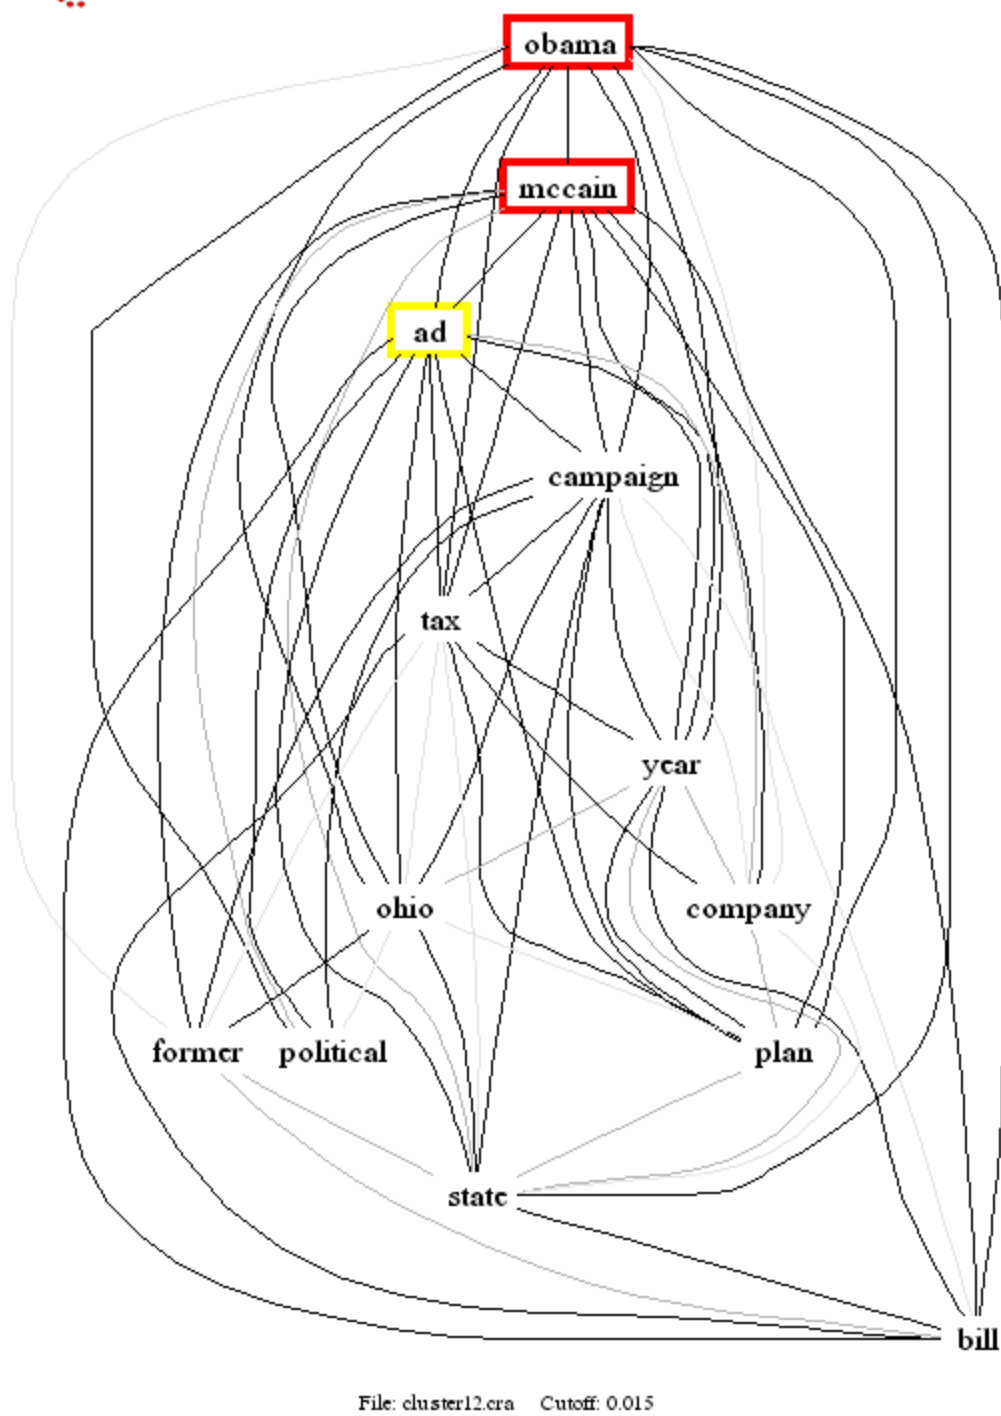 obama
mccain
ad
campaign
tax
year
ohio
company
former
political
plan
state
bill
File: cluster12.cra Cutoff: 0.015